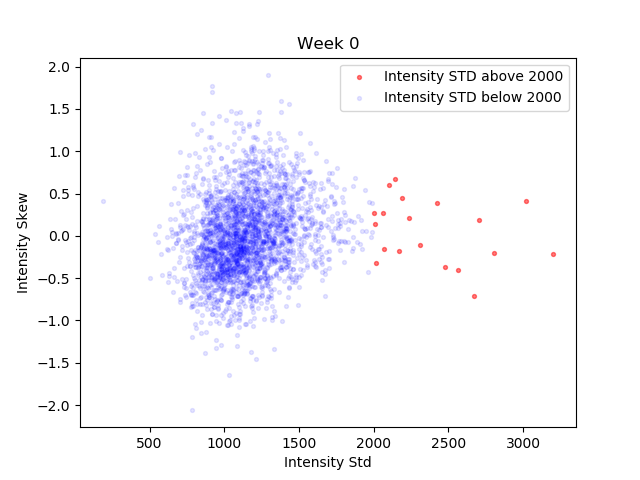 Week 0
Intensity STD above 2000
Intensity STD below 2000
2.0
1.5
1.0
0.5
0.0
−0.5
−1.0
−1.5
−2.0
Intensity Skew
500 1000 1500 2000 2500 3000
Intensity Std